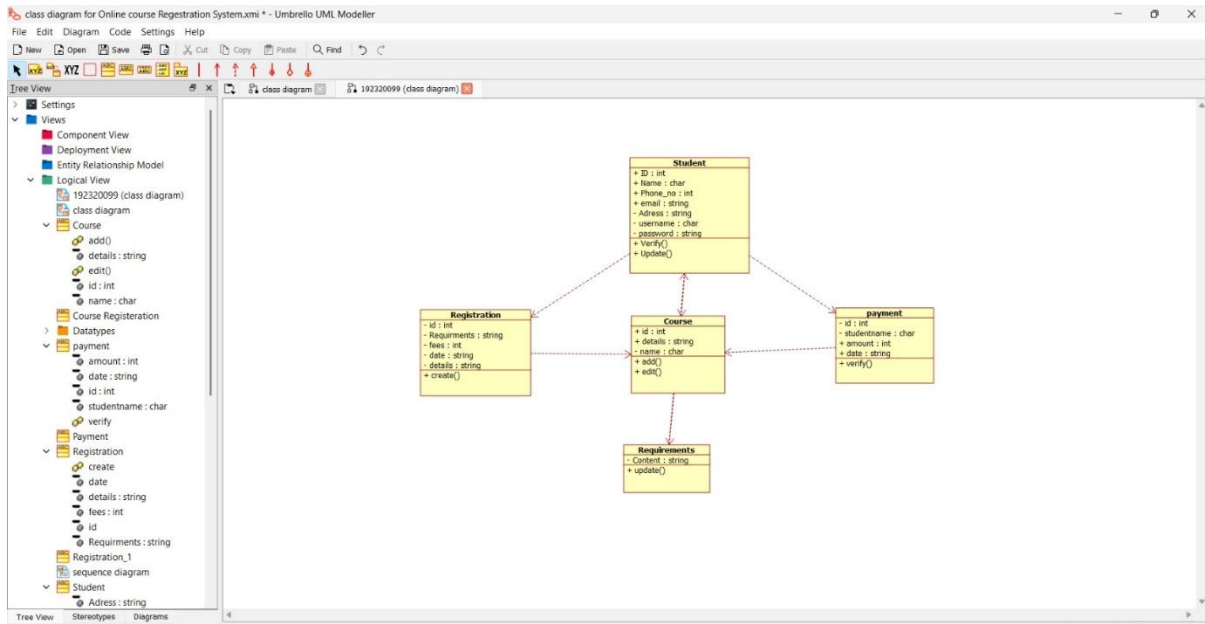 class diagram for Online course Regestration System.xmi * - Umbrello UML Modeller
File Edit Diagram Code Settings Help
New Open Save Cut Copy Paste Find
XYZ
Tree View
class diagram 192320099 (class diagram)
Settings
Views
Component View
Deployment View
Entity Relationship Model
Logical View
192320099 (class diagram)
class diagram
Course
add()
details : string
edit()
id : int
name : char
Course Registeration
Datatypes
payment
amount : int
date : string
id : int
studentname : char
verify
Payment
Registration
create
date
details : string
fees : int
id
Requirments : string
Registration_1
sequence diagram
Student
Adress : string
Tree View Stereotypes Diagrams
Student
+ ID : int
+ Name : char
+ Phone_no : int
+ email : string
- Adress : string
- username : char
- password : string
+ Verify()
+ Update()
Registration
- id : int
- Requirments : string
- fees : int
- date : string
- details : string
+ create()
Course
+ id : int
+ details : string
- name : char
+ add()
+ edit()
payment
- id : int
- studentname : char
+ amount : int
+ date : string
+ verify()
Requirements
- Content : string
+ update()